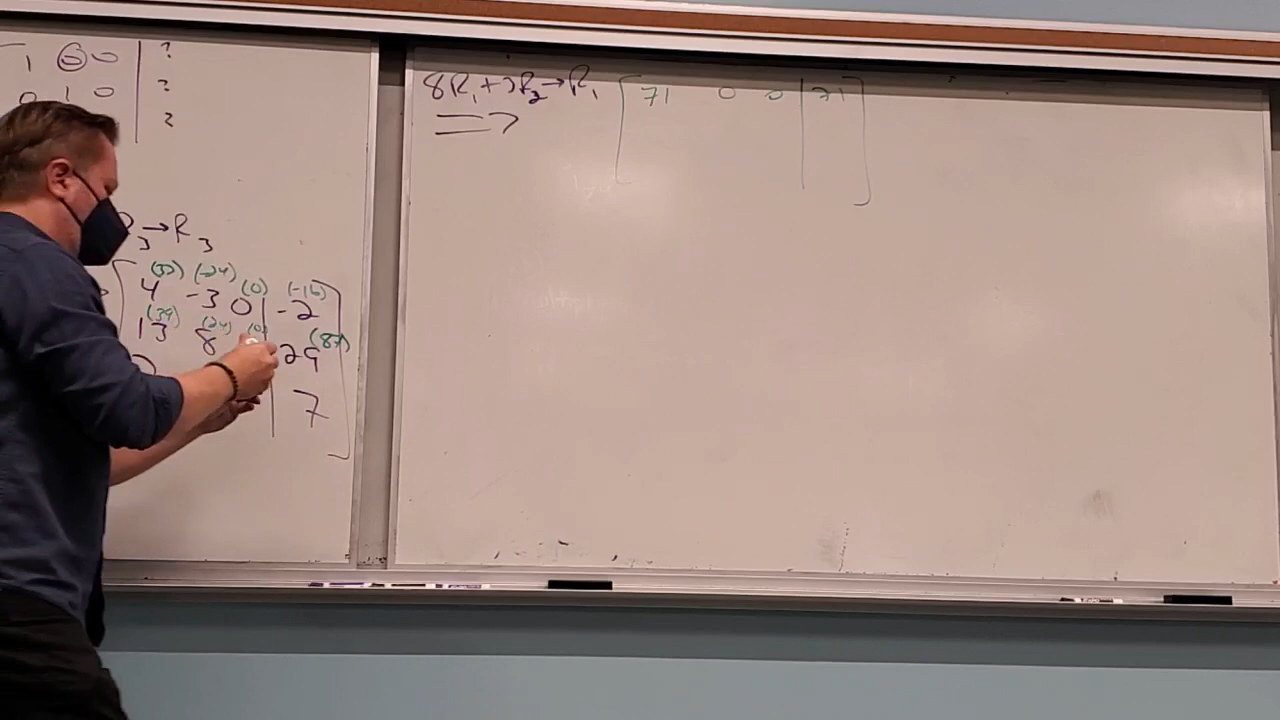 1 0 0 | ?
0 1 0 | ?
?
3 → R3
(32) (-24) (0) (-16)
4 -3 0 | -2
(39) (24) (0) (87)
13 8 29
7
8R1 + 3R2 → R1 [ 71 0 0 | 71 ]
⇒